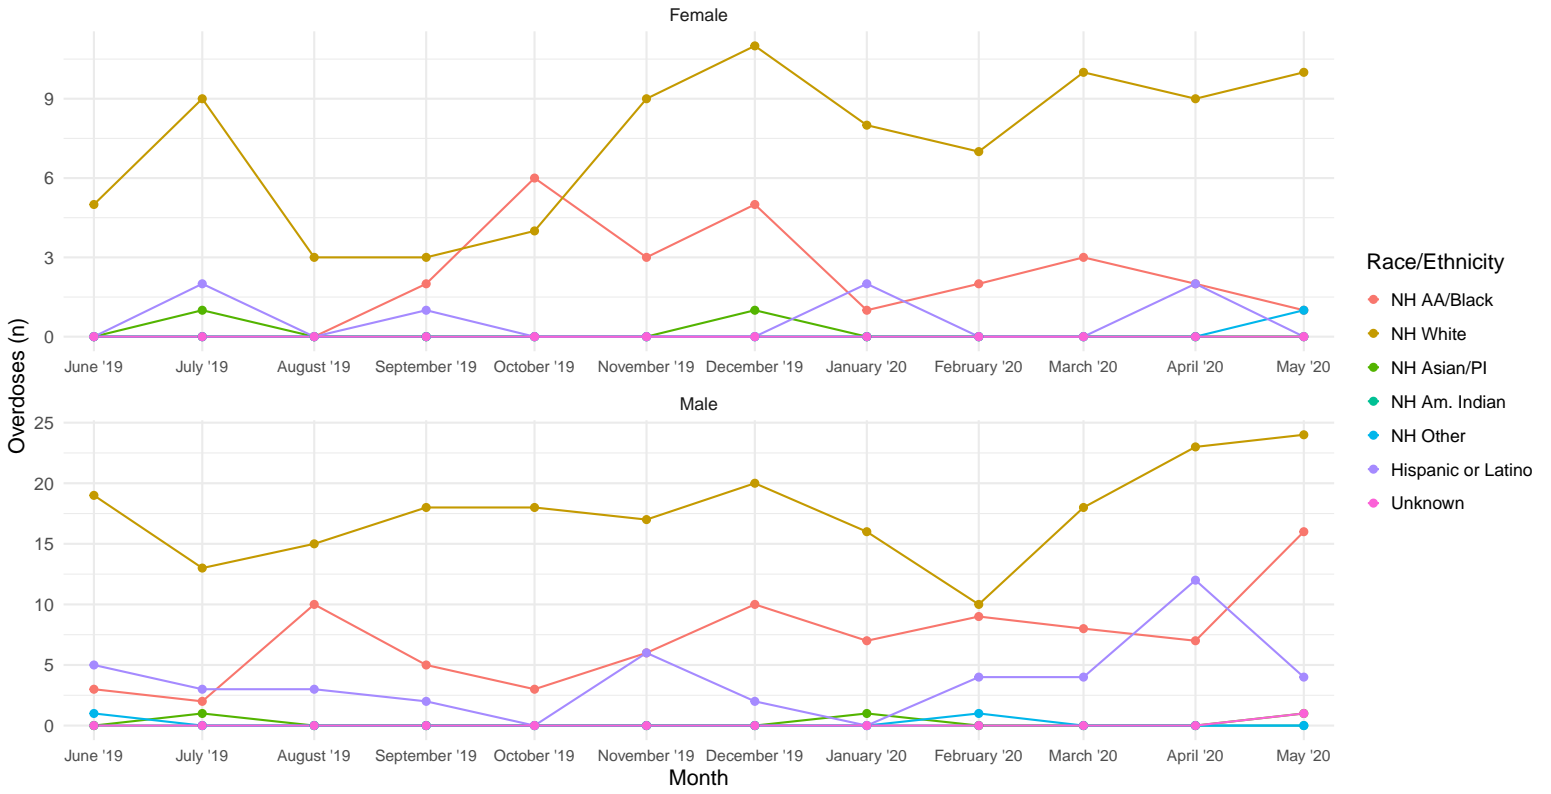 Female
9
6
3
0
June '19 July '19 August '19 September '19 October '19 November '19 December '19 January '20 February '20 March '20 April '20 May '20
Overdoses (n)
Male
25
20
15
10
5
0
June '19 July '19 August '19 September '19 October '19 November '19 December '19 January '20 February '20 March '20 April '20 May '20
Month
Race/Ethnicity
NH AA/Black
NH White
NH Asian/PI
NH Am. Indian
NH Other
Hispanic or Latino
Unknown